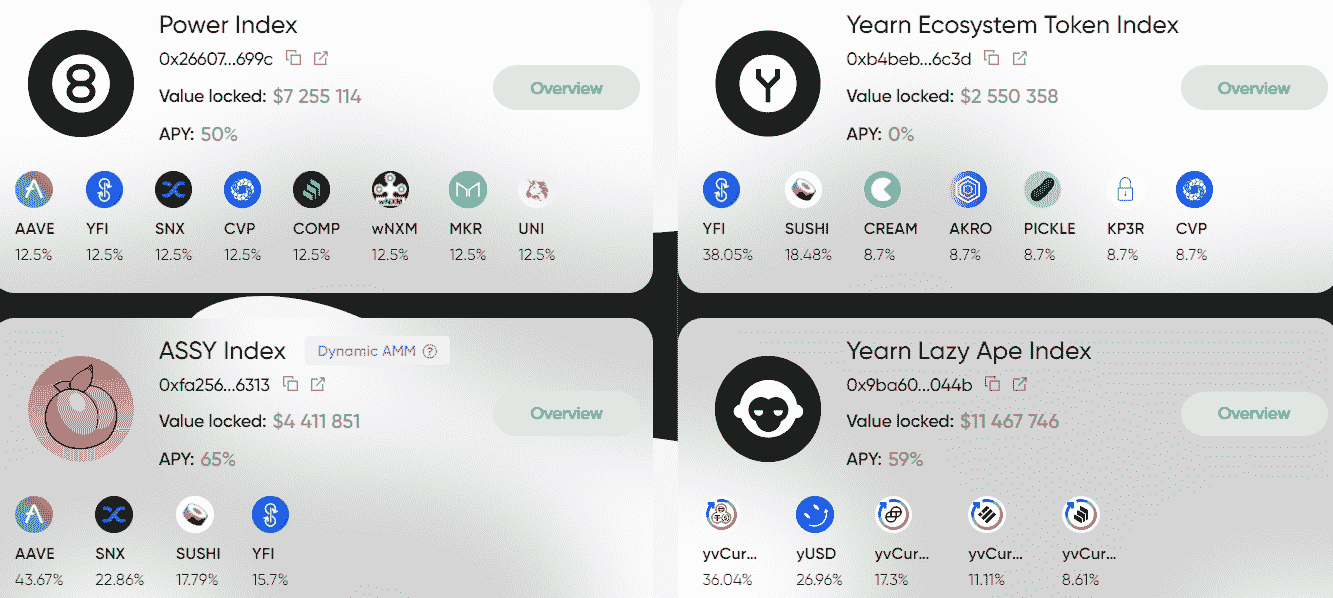 Power Index
0x26607...699c
Value locked: $7 255 114
APY: 50%
Overview
8
AAVE YFI SNX CVP COMP wNXM MKR UNI
12.5% 12.5% 12.5% 12.5% 12.5% 12.5% 12.5% 12.5%
Yearn Ecosystem Token Index
0xb4beb...6c3d
Value locked: $2 550 358
APY: 0%
Overview
Y
YFI SUSHI CREAM AKRO PICKLE KP3R CVP
38.05% 18.48% 8.7% 8.7% 8.7% 8.7% 8.7%
ASSY Index Dynamic AMM ?
0xfa256...6313
Value locked: $4 411 851
APY: 65%
Overview
AAVE SNX SUSHI YFI
43.67% 22.86% 17.79% 15.7%
Yearn Lazy Ape Index
0x9ba60...044b
Value locked: $11 467 746
APY: 59%
Overview
yvCur... yUSD yvCur... yvCur... yvCur...
36.04% 26.96% 17.3% 11.11% 8.61%